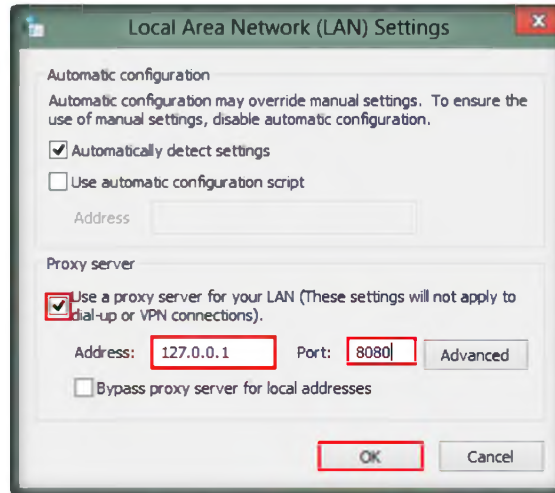 Local Area Network (LAN) Settings
Automatic configuration
Automatic configuration may override manual settings. To ensure the
use of manual settings, disable automatic configuration.
Automatically detect settings
Use automatic configuration script
Address
Proxy server
Use a proxy server for your LAN (These settings will not apply to
dial-up or VPN connections).
Address: 127.0.0.1 Port: 8080 Advanced
Bypass proxy server for local addresses
OK Cancel